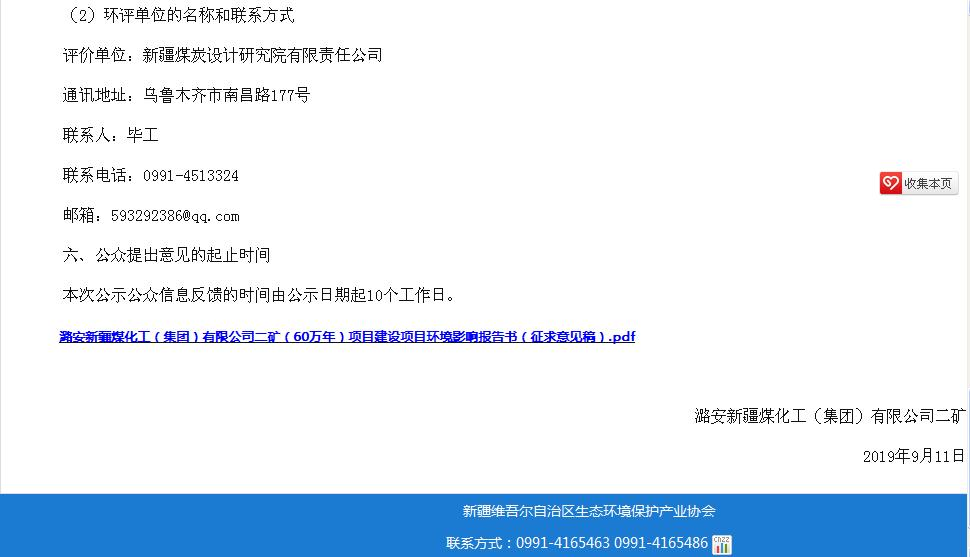 （2）环评单位的名称和联系方式
评价单位：新疆煤炭设计研究院有限责任公司
通讯地址：乌鲁木齐市南昌路177号
联系人：毕工
联系电话：0991-4513324
收集本页
邮箱：593292386@qq.com
六、公众提出意见的起止时间
本次公示公众信息反馈的时间由公示日期起10个工作日。
潞安新疆煤化工（集团）有限公司二矿（60万年）项目建设项目环境影响报告书（征求意见稿）.pdf
潞安新疆煤化工（集团）有限公司二矿
2019年9月11日
新疆维吾尔自治区生态环境保护产业协会
联系方式：0991-4165463 0991-4165486 CNZZ